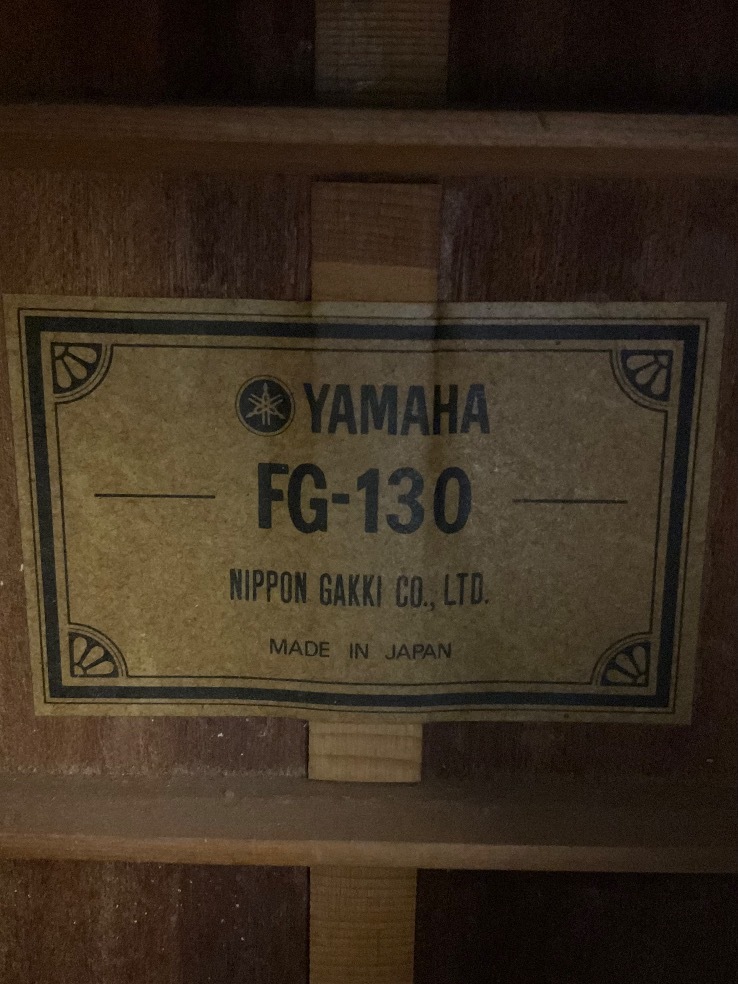 YAMAHA
FG-130
NIPPON GAKKI CO., LTD.
MADE IN JAPAN